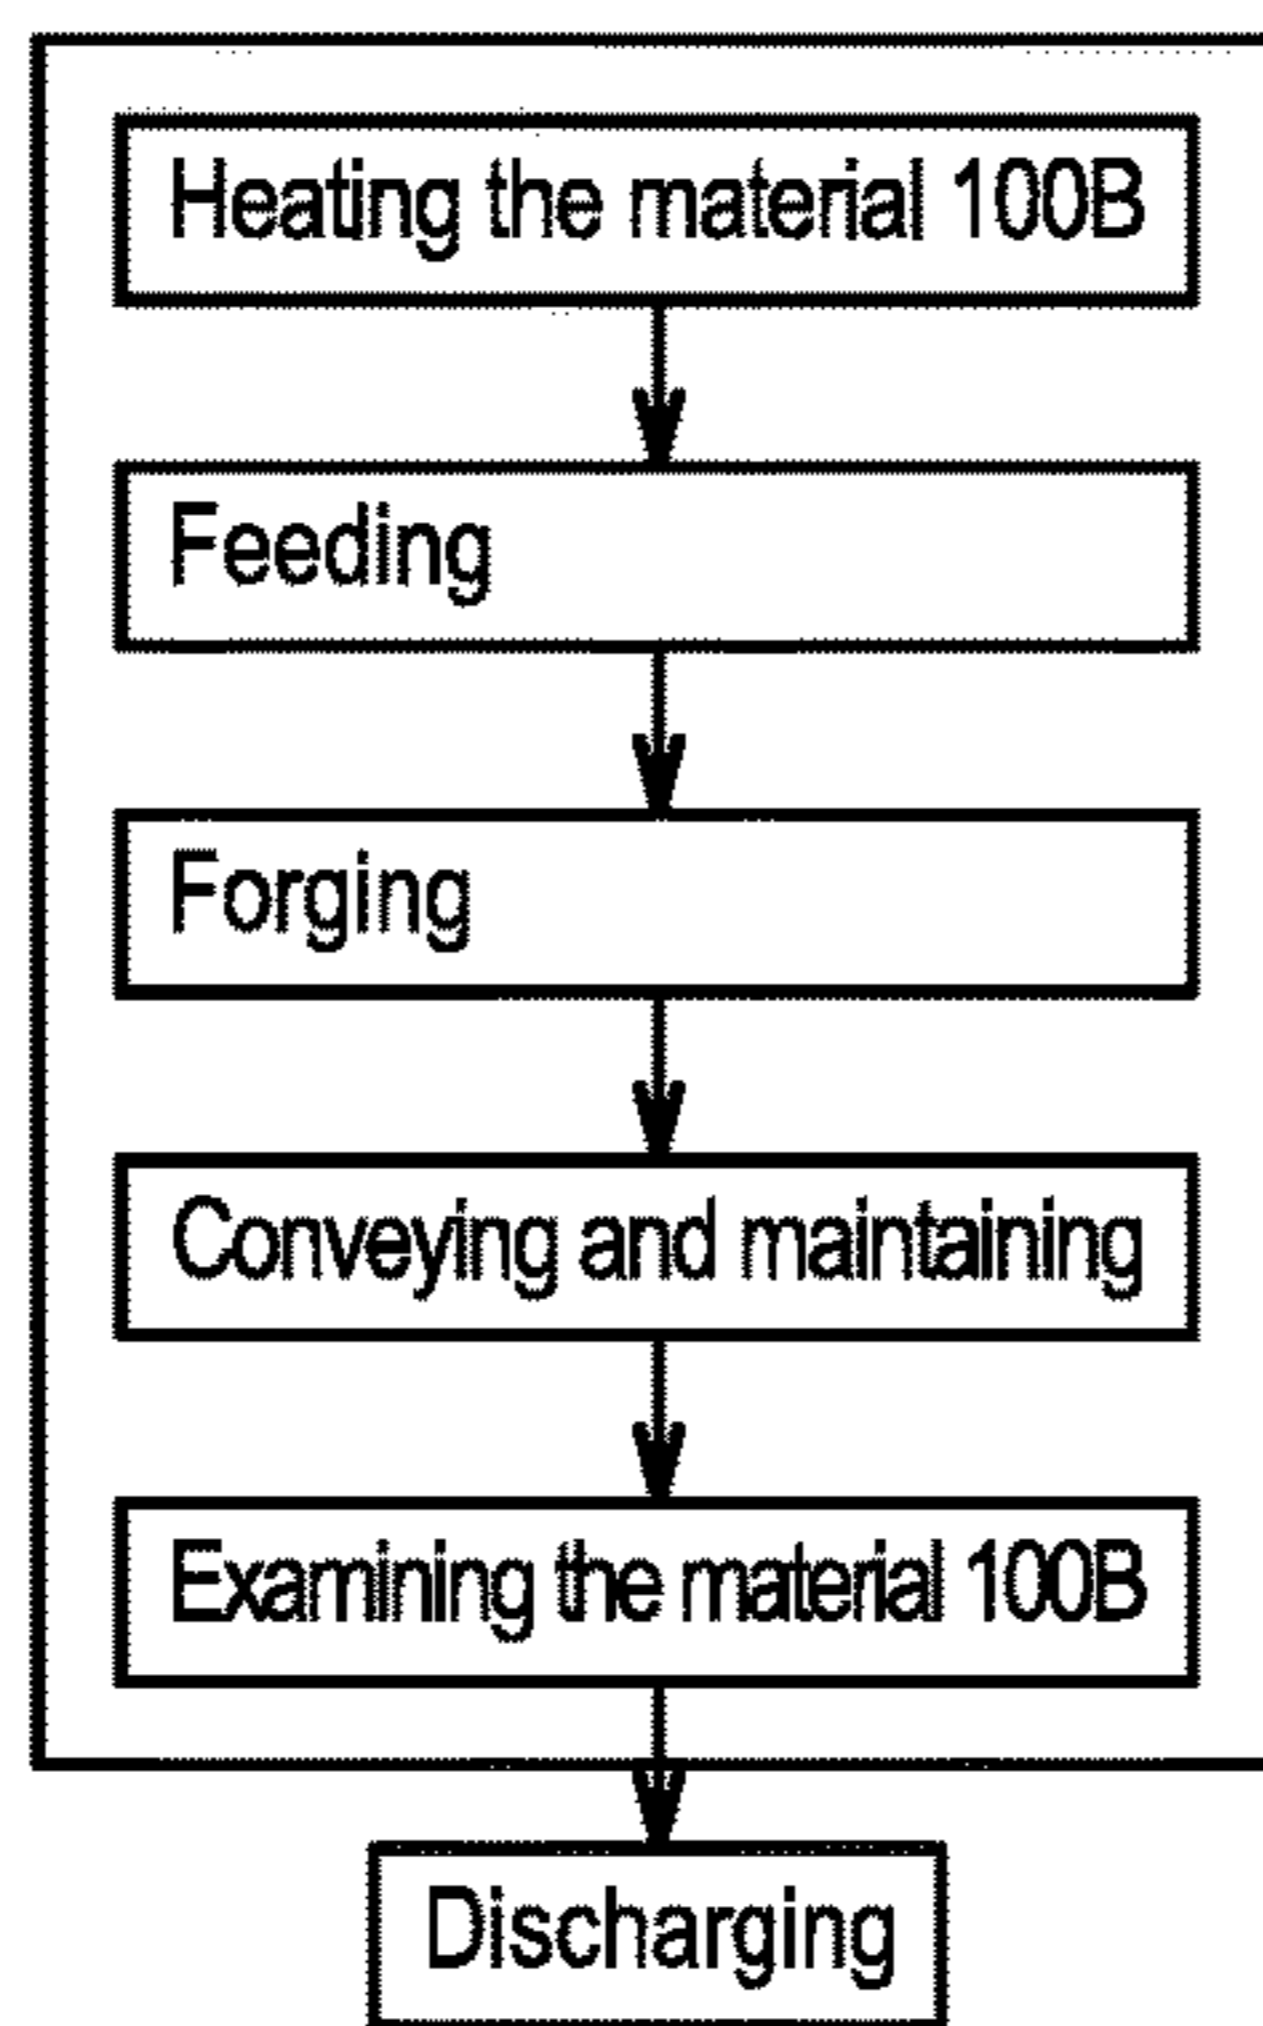 Heating the material 100B
Feeding
Forging
Conveying and maintaining
Examining the material 100B
Discharging